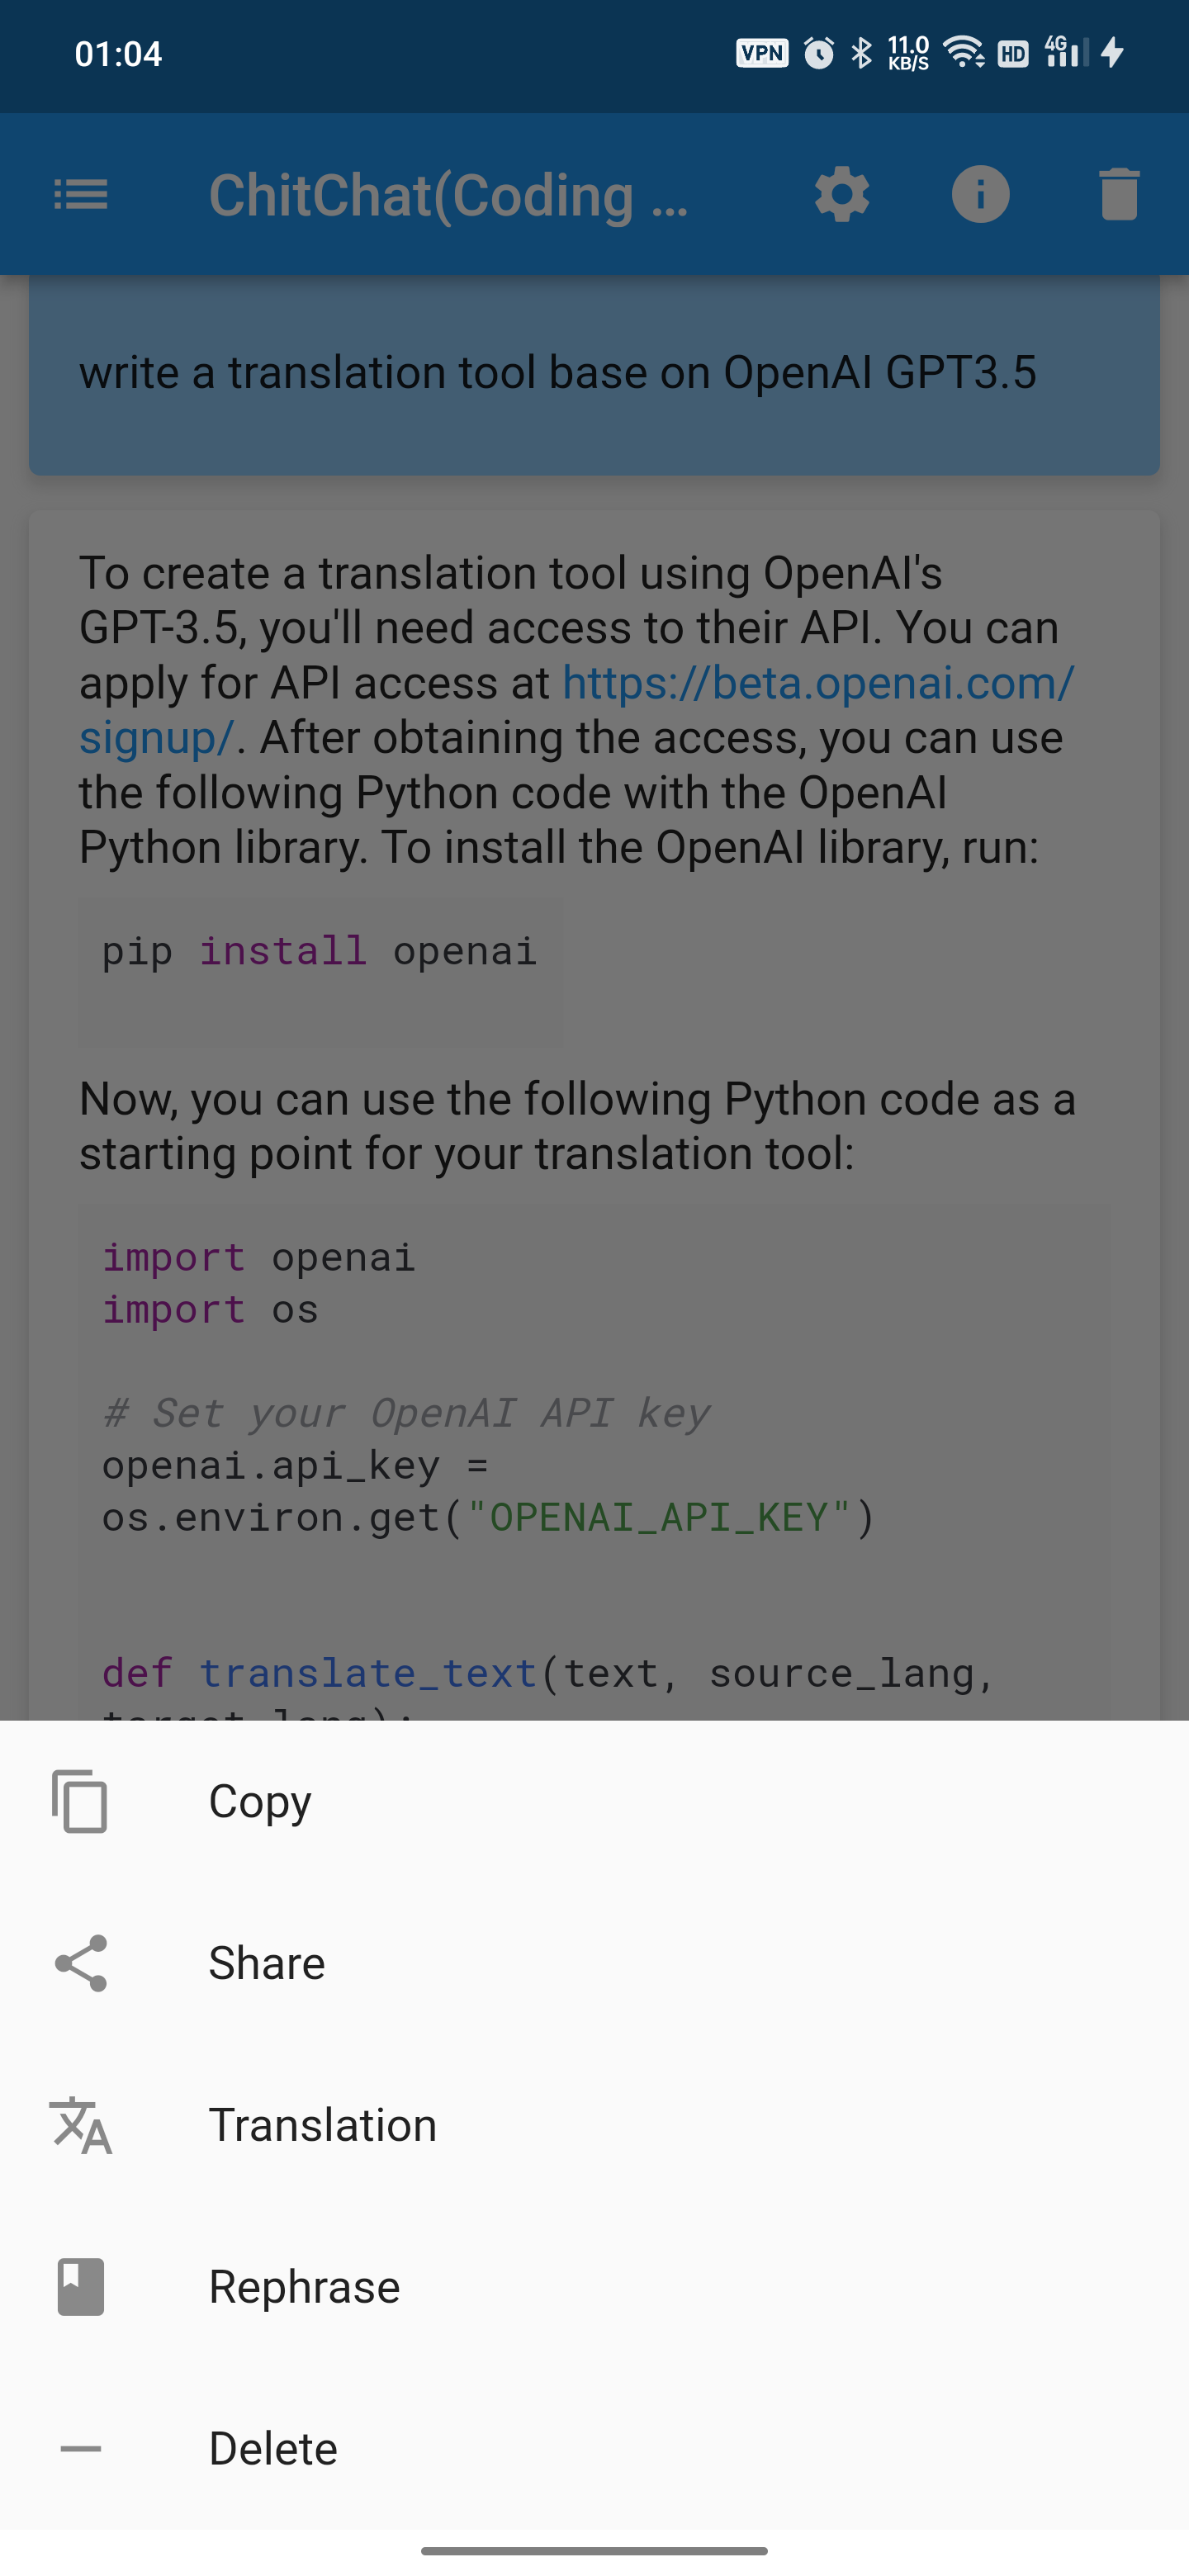 01:04
VPN
11.0
KB/S
HD
4G
ChitChat(Coding ...
write a translation tool base on OpenAI GPT3.5
To create a translation tool using OpenAI's
GPT-3.5, you'll need access to their API. You can
apply for API access at https://beta.openai.com/
signup/. After obtaining the access, you can use
the following Python code with the OpenAI
Python library. To install the OpenAI library, run:
pip install openai
Now, you can use the following Python code as a
starting point for your translation tool:
import openai
import os
# Set your OpenAI API key
openai.api_key =
os.environ.get("OPENAI_API_KEY")
def translate_text(text, source_lang,
target_lang):
Copy
Share
Translation
Rephrase
Delete